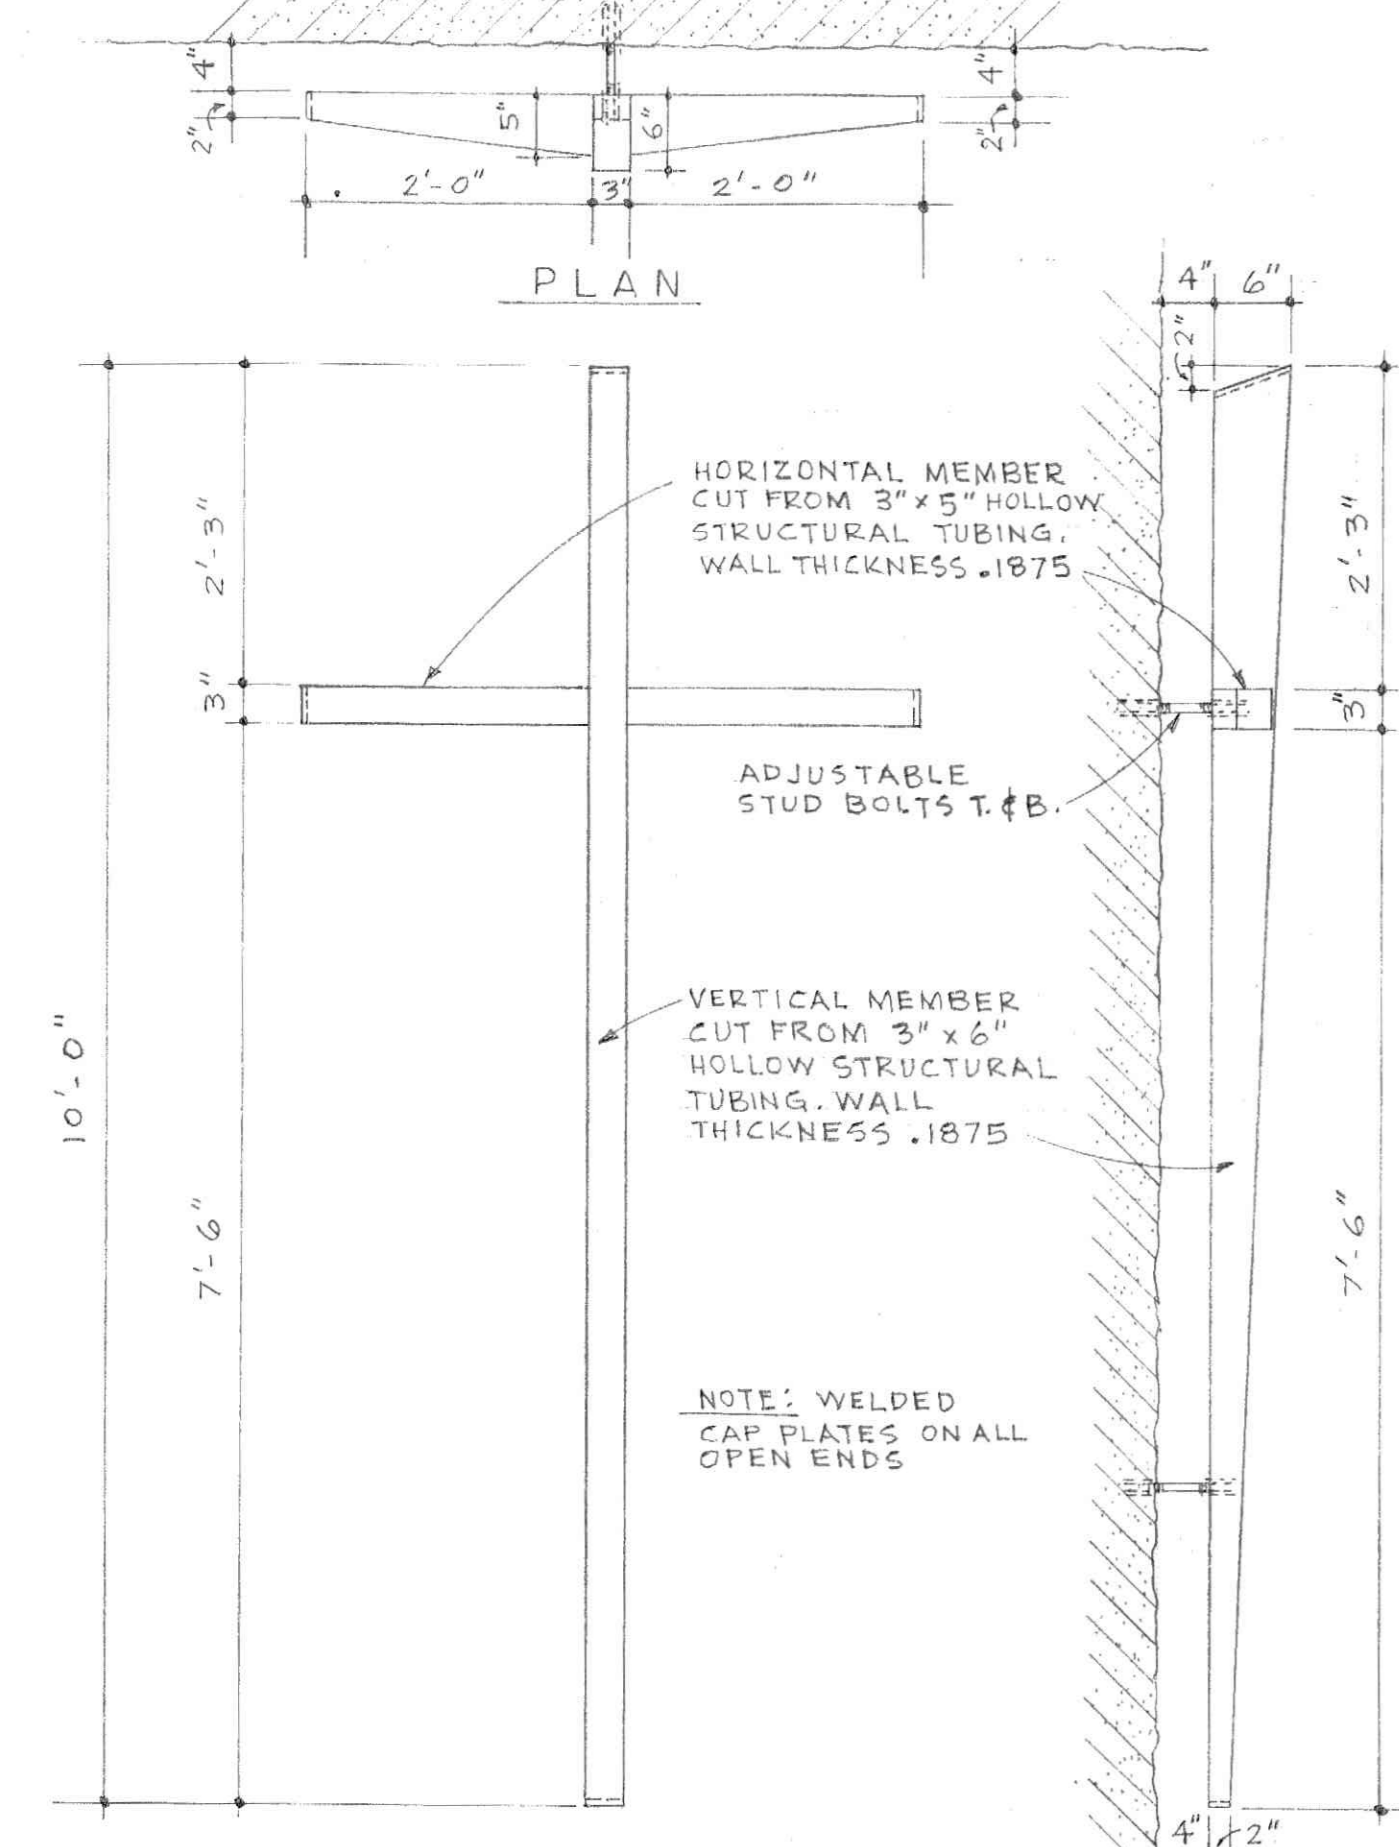 4"
2"
5"
6"
4"
2"
2'-0"
3"
2'-0"
PLAN
4"
6"
2"
HORIZONTAL MEMBER
CUT FROM 3" x 5" HOLLOW
STRUCTURAL TUBING.
WALL THICKNESS .1875
2'-3"
3"
2'-3"
3"
ADJUSTABLE
STUD BOLTS T. & B.
VERTICAL MEMBER
CUT FROM 3" x 6"
HOLLOW STRUCTURAL
TUBING. WALL
THICKNESS .1875
10'-0"
7'-6"
7'-6"
NOTE: WELDED
CAP PLATES ON ALL
OPEN ENDS
4"
2"